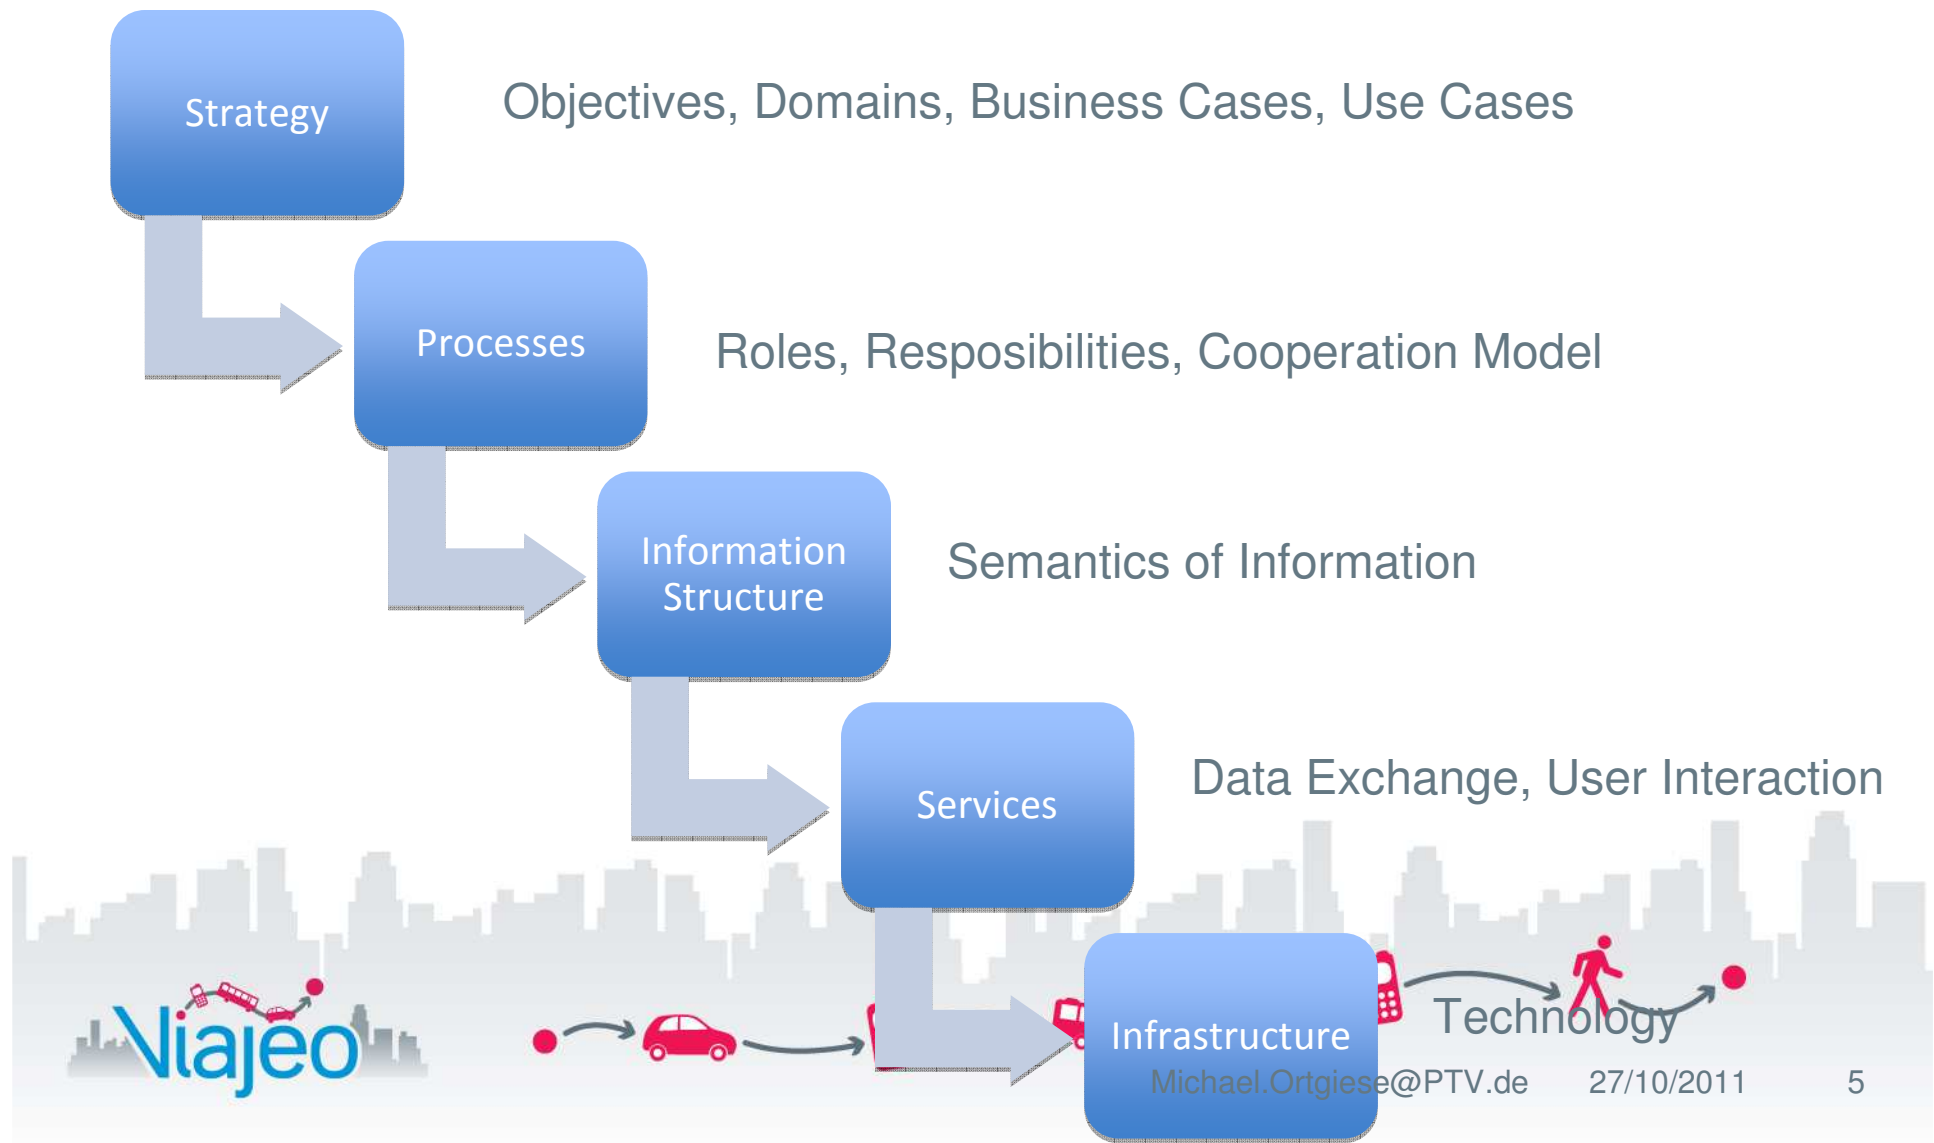 Strategy
Objectives, Domains, Business Cases, Use Cases
Processes
Roles, Resposibilities, Cooperation Model
Information
Structure
Semantics of Information
Services
Data Exchange, User Interaction
Infrastructure
Technology
Viajeo
Michael.Ortgiese@PTV.de 27/10/2011 5